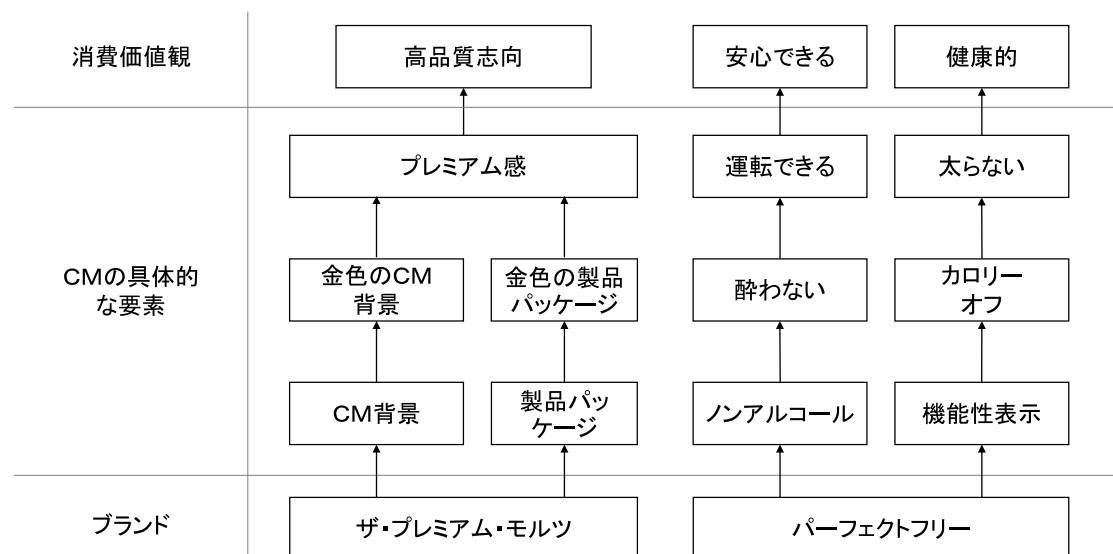 消費価値観
高品質志向
安心できる
健康的
プレミアム感
運転できる
太らない
CMの具体的
な要素
金色のCM
背景
金色の製品
パッケージ
酔わない
カロリー
オフ
CM背景
製品パッ
ケージ
ノンアルコール
機能性表示
ブランド
ザ・プレミアム・モルツ
パーフェクトフリー